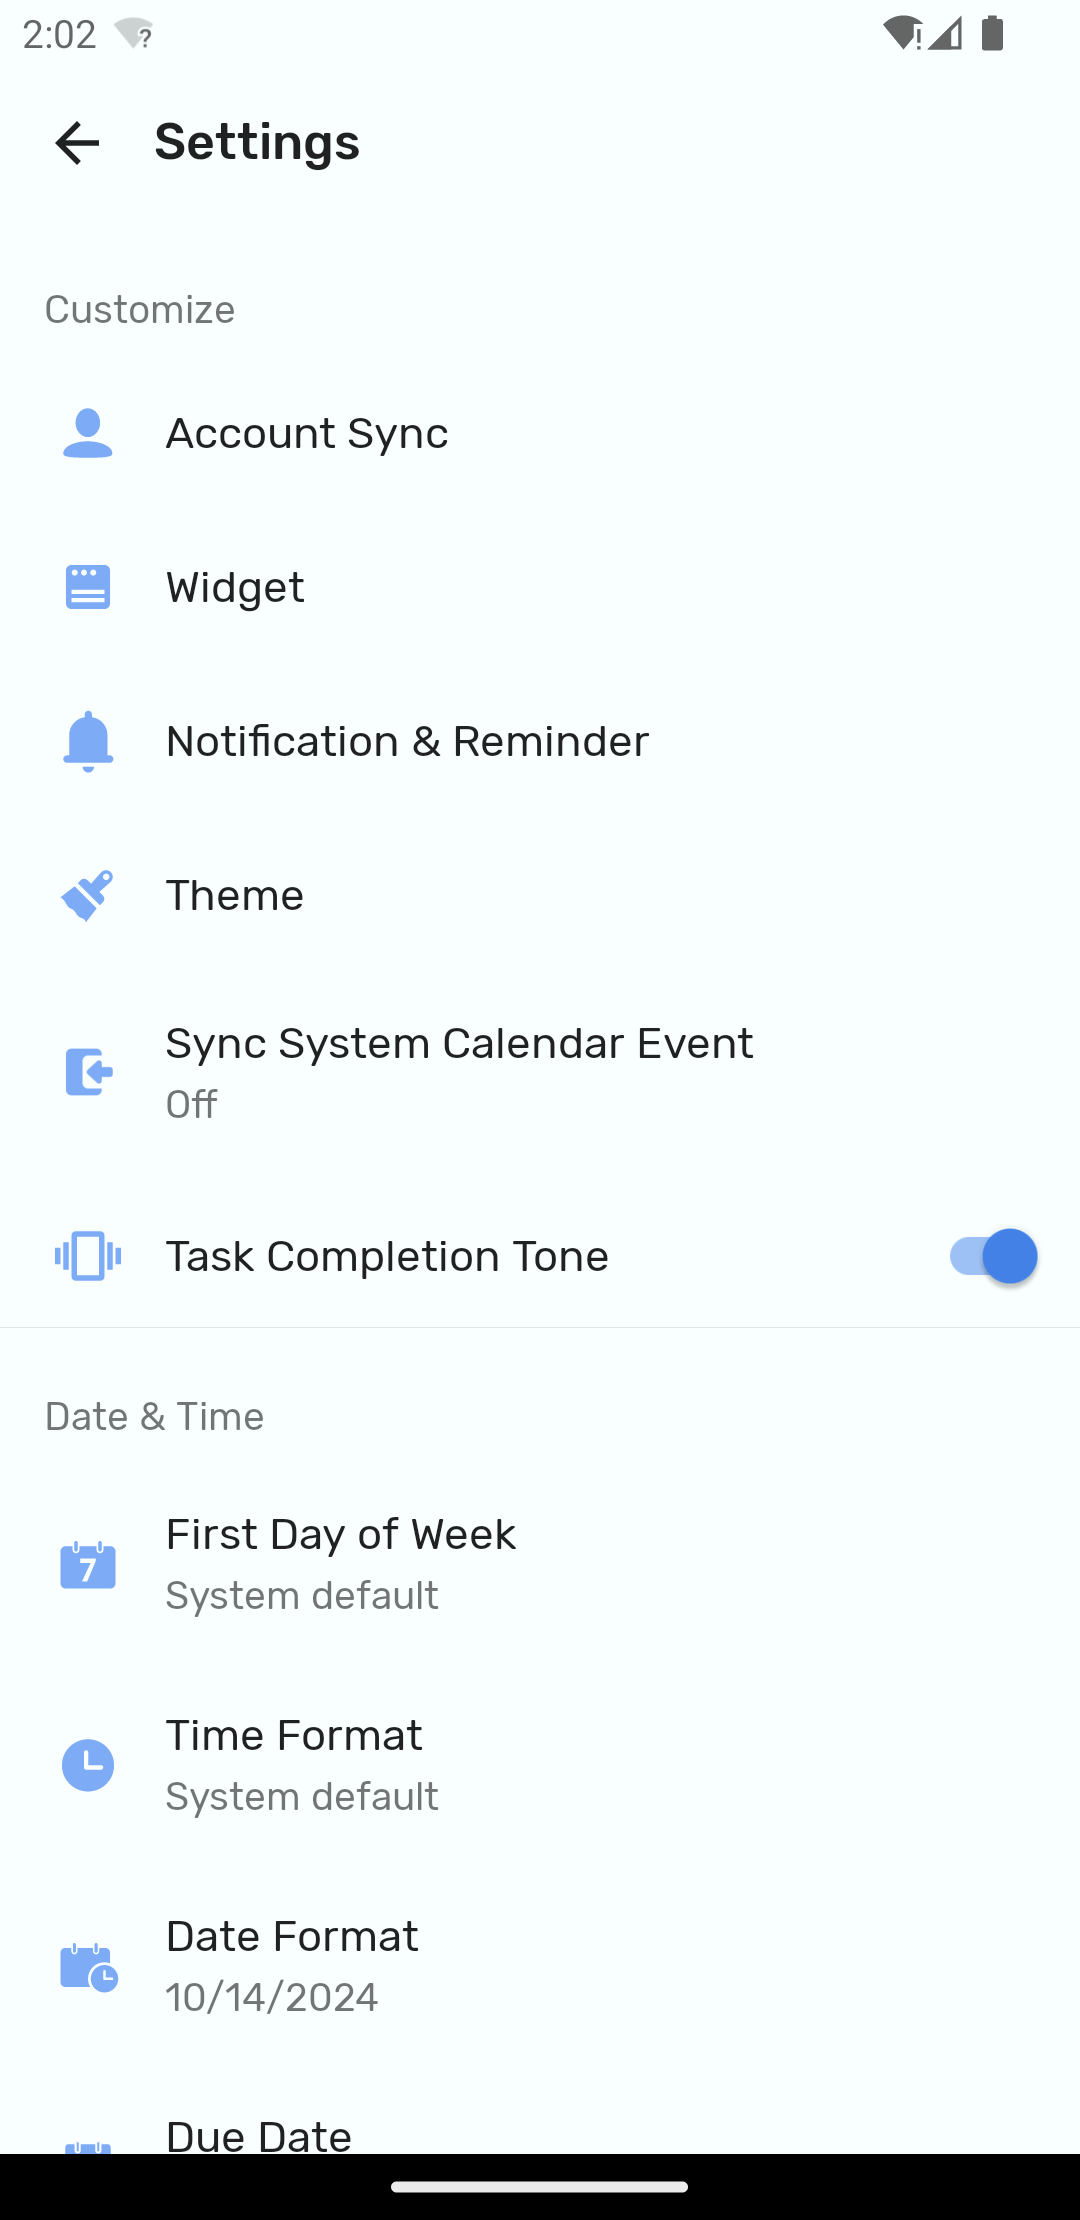 2:02
Settings
Customize
Account Sync
Widget
Notification & Reminder
Theme
Sync System Calendar Event
Off
Task Completion Tone
Date & Time
7
First Day of Week
System default
Time Format
System default
Date Format
10/14/2024
Due Date